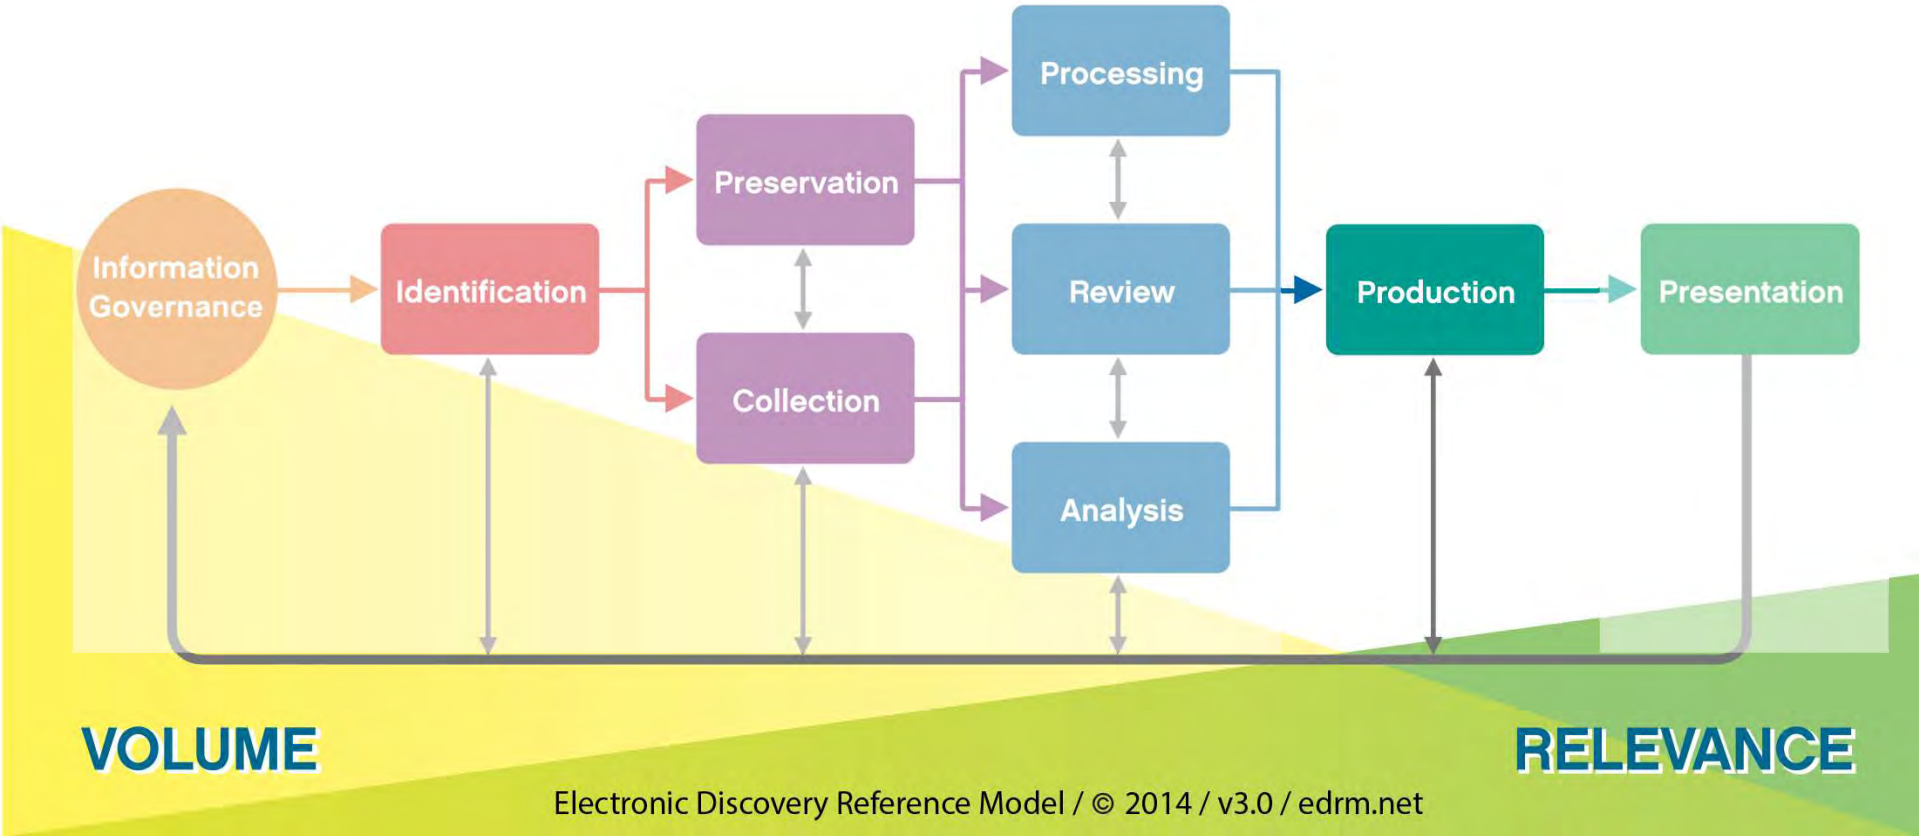 Processing
Preservation
Information
Governance
Identification
Review
Production
Presentation
Collection
Analysis
VOLUME
RELEVANCE
Electronic Discovery Reference Model / © 2014 / v3.0 / edrm.net